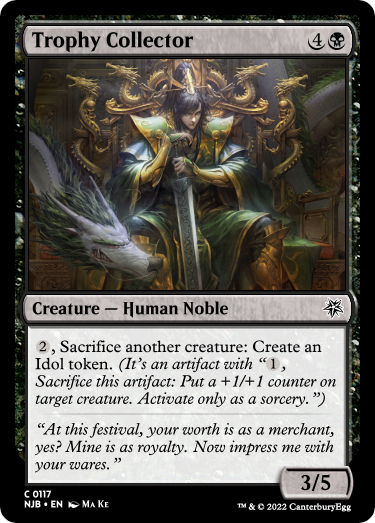 Trophy Collector 4
Creature — Human Noble
2, Sacrifice another creature: Create an
Idol token. (It's an artifact with “1,
Sacrifice this artifact: Put a +1/+1 counter on
target creature. Activate only as a sorcery.”)
“At this festival, your worth is as a merchant,
yes? Mine is as royalty. Now impress me with
your wares.”
3/5
C 0117
NJB • EN Ma Ke
™ & © 2022 CanterburyEgg